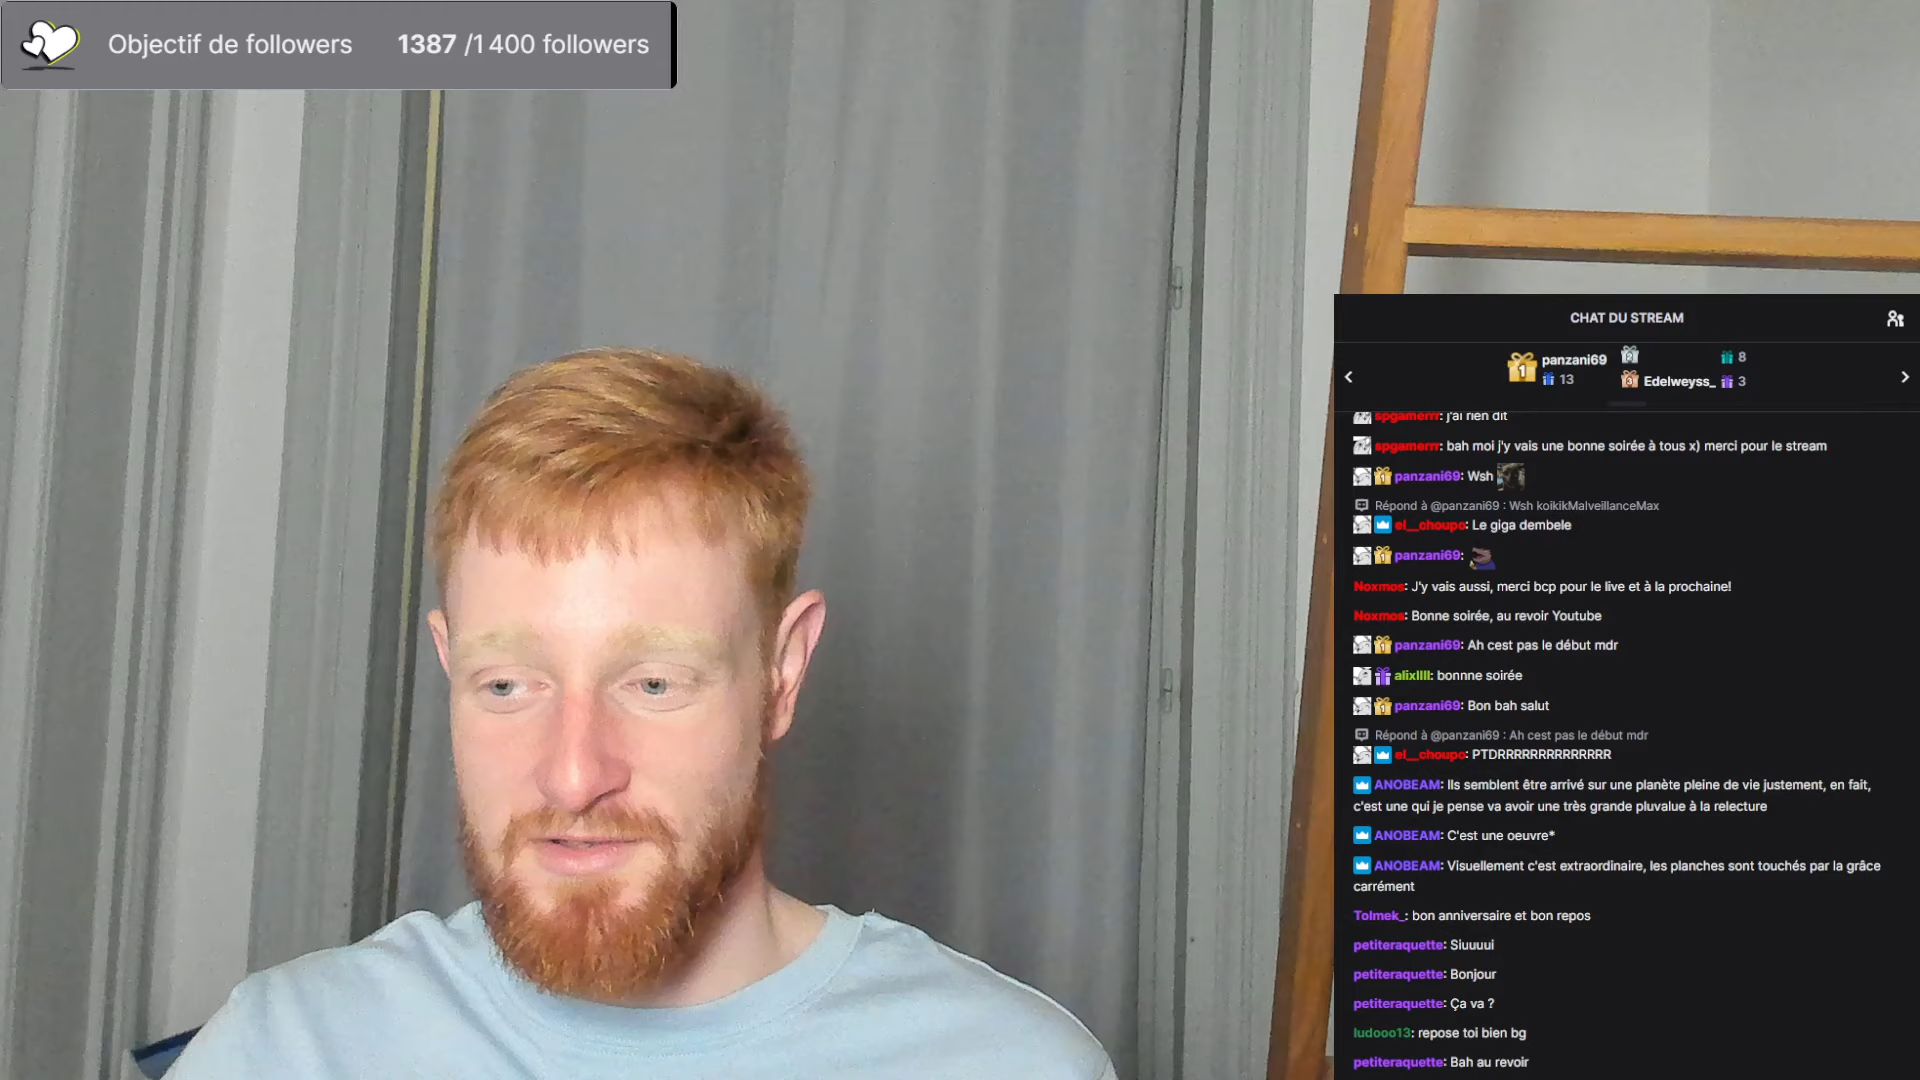 Objectif de followers 1387 /1 400 followers
CHAT DU STREAM
panzani69
13
8
Edelweyss_ 3
spgamerrr: j'ai rien dit
spgamerrr: bah moi j'y vais une bonne soirée à tous x) merci pour le stream
panzani69: Wsh
Répond à @panzani69 : Wsh koikikMalveillanceMax
el__choupo: Le giga dembele
panzani69:
Noxmos: J'y vais aussi, merci bcp pour le live et à la prochaine!
Noxmos: Bonne soirée, au revoir Youtube
panzani69: Ah cest pas le début mdr
alixllll: bonnne soirée
panzani69: Bon bah salut
Répond à @panzani69 : Ah cest pas le début mdr
el__choupo: PTDRRRRRRRRRRRRRR
ANOBEAM: Ils semblent être arrivé sur une planète pleine de vie justement, en fait,
c'est une qui je pense va avoir une très grande pluvalue à la relecture
ANOBEAM: C'est une oeuvre*
ANOBEAM: Visuellement c'est extraordinaire, les planches sont touchés par la grâce
carrément
Tolmek_: bon anniversaire et bon repos
petiteraquette: Siuuuui
petiteraquette: Bonjour
petiteraquette: Ça va ?
ludooo13: repose toi bien bg
petiteraquette: Bah au revoir